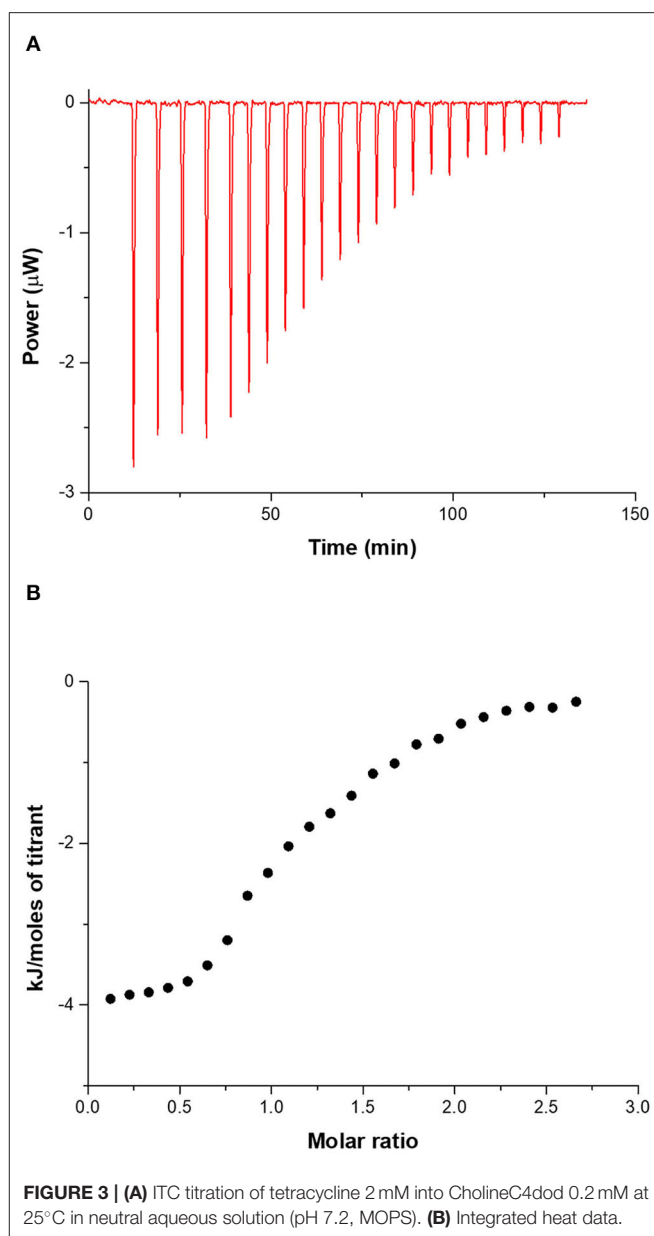 A
0
-1
-2
-3
Power (μW)
0
50
100
150
Time (min)
B
0
-2
-4
kJ/moles of titrant
0.0
0.5
1.0
1.5
2.0
2.5
3.0
Molar ratio
FIGURE 3 | (A) ITC titration of tetracycline 2 mM into CholineC4dod 0.2 mM at
25°C in neutral aqueous solution (pH 7.2, MOPS). (B) Integrated heat data.